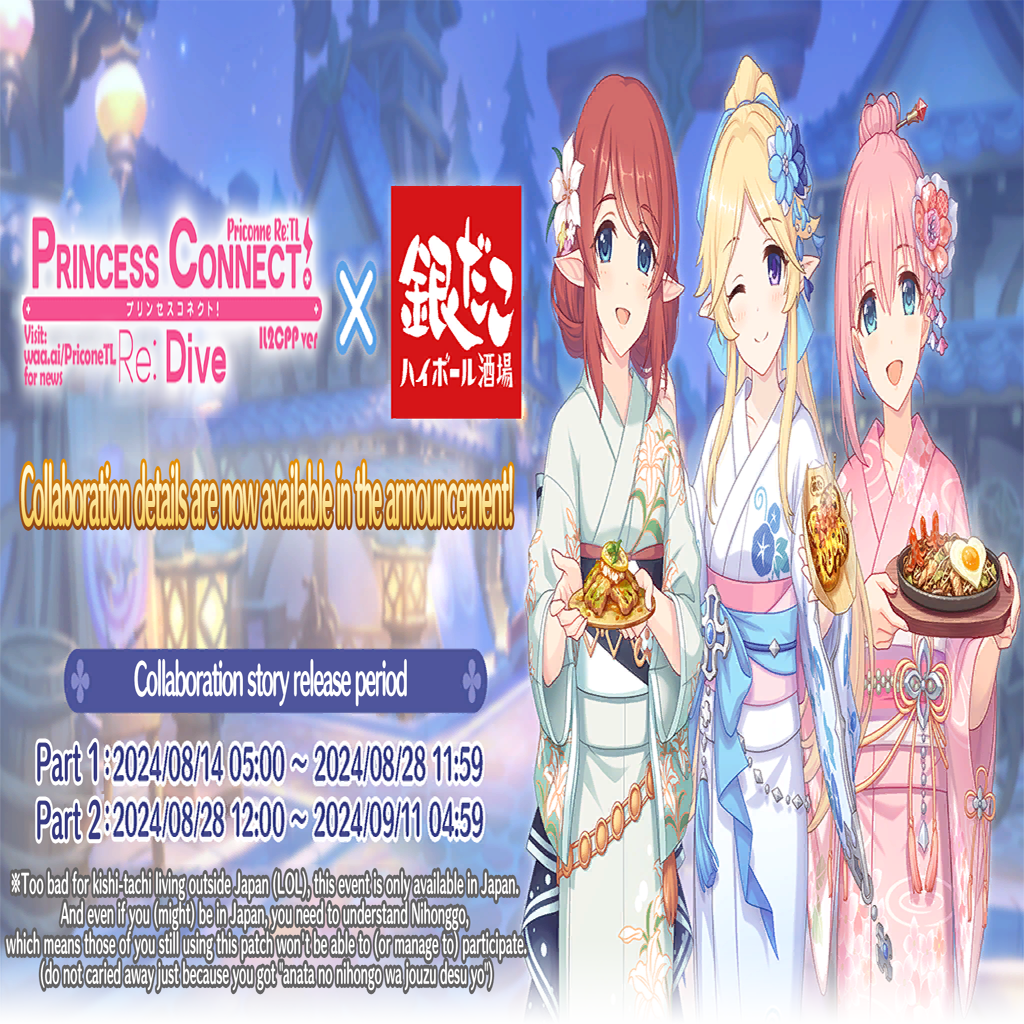 Priconne Re:TL
PRINCESS CONNECT!
プリンセスコネクト!
Visit:
waa.ai/PriconeTL
for news
Re: Dive
IL2CPP ver
X
銀だこ
ハイボール酒場
Collaboration details are now available in the announcement!
Collaboration story release period
Part 1 : 2024/08/14 05:00 ~ 2024/08/28 11:59
Part 2 : 2024/08/28 12:00 ~ 2024/09/11 04:59
※Too bad for kishi-tachi living outside Japan (LOL), this event is only available in Japan.
And even if you (might) be in Japan, you need to understand Nihonggo,
which means those of you still using this patch won't be able to (or manage to) participate.
(do not caried away just because you got "anata no nihongo wa jouzu desu yo")